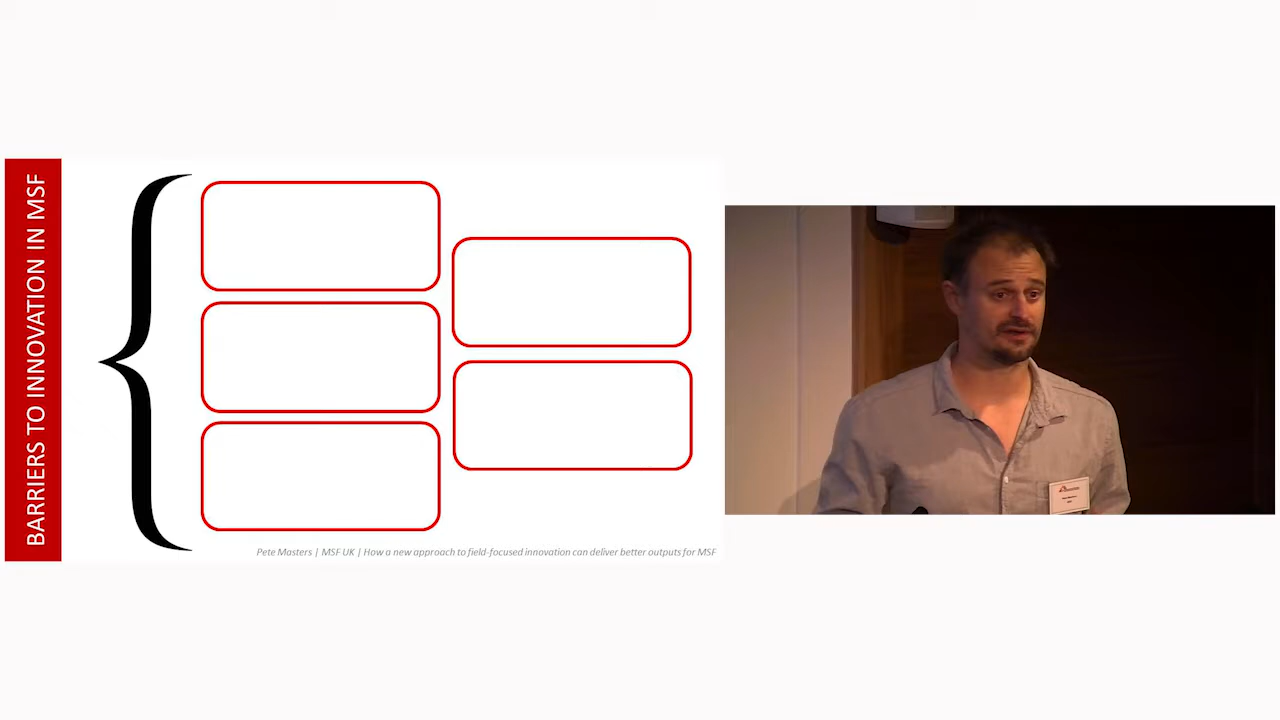 BARRIERS TO INNOVATION IN MSF
Pete Masters | MSF UK | How a new approach to field-focused innovation can deliver better outputs for MSF